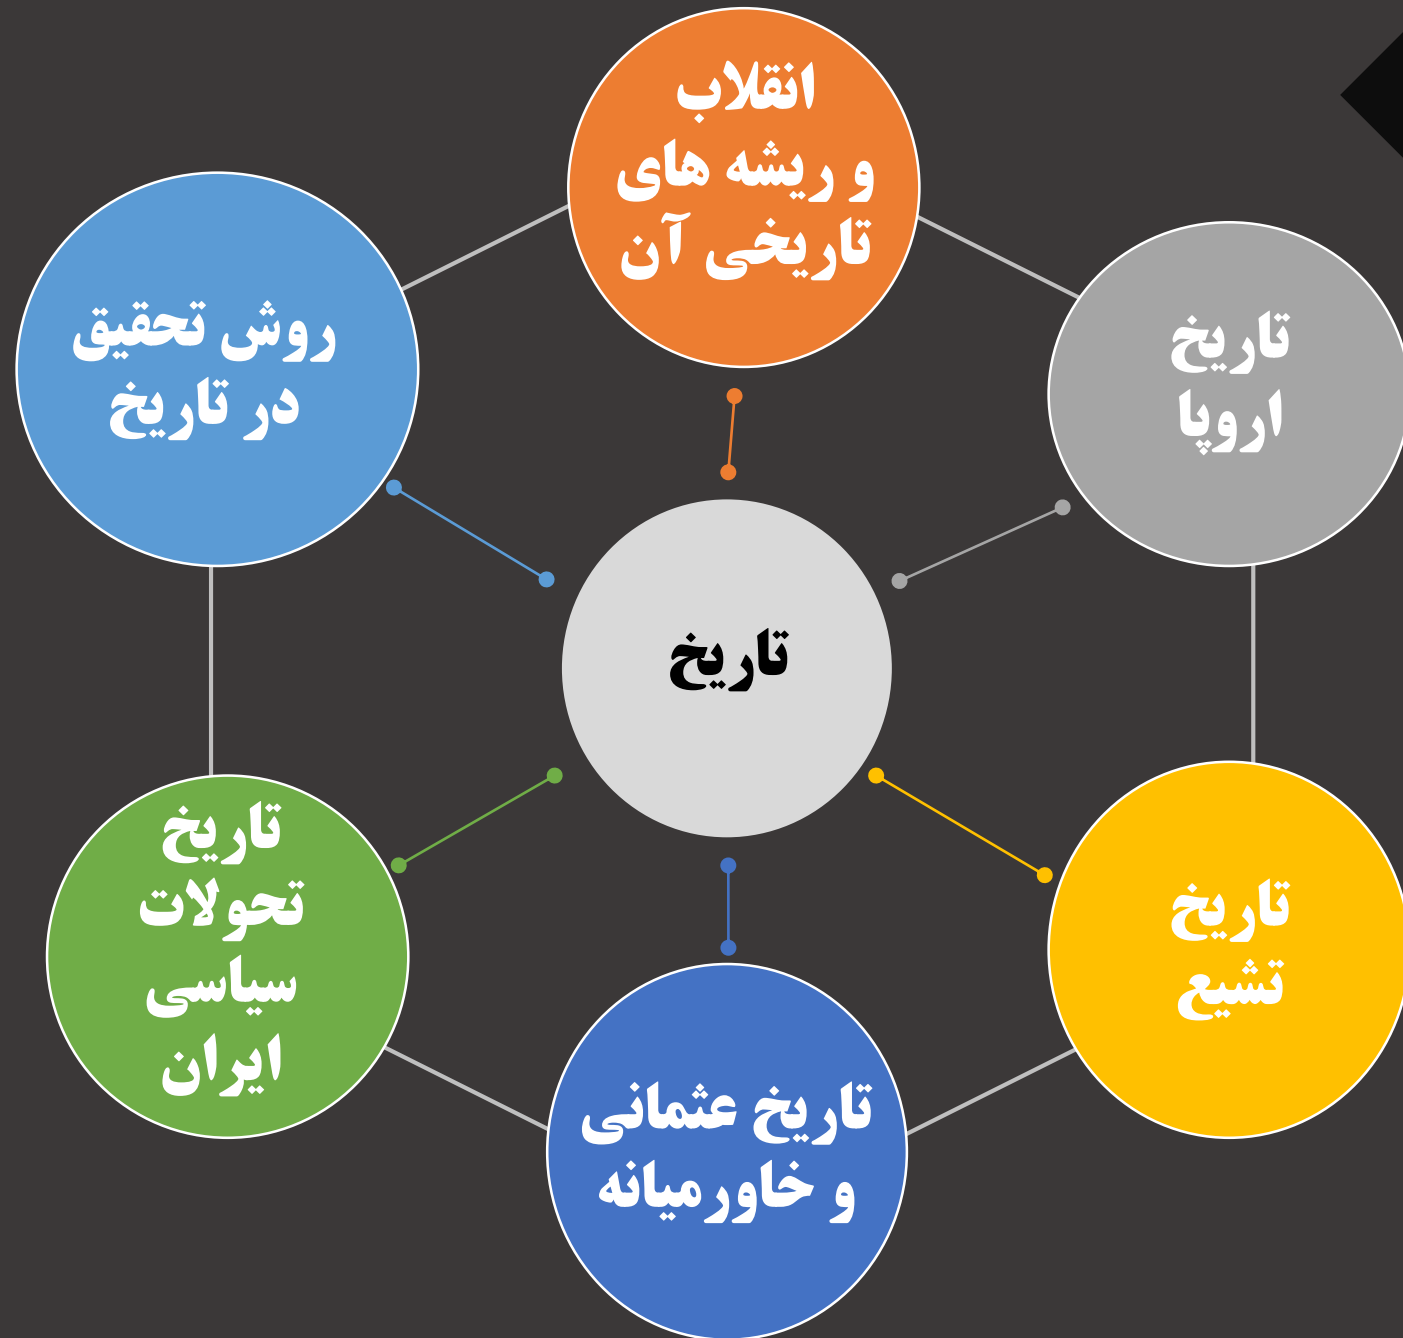 انقلاب
و ریشه های
تاریخی آن
تاریخ
اروپا
روش تحقیق
در تاریخ
تاریخ
تاریخ
تشیع
تاریخ
تحولات
سیاسی
ایران
تاریخ عثمانی
و خاورمیانه